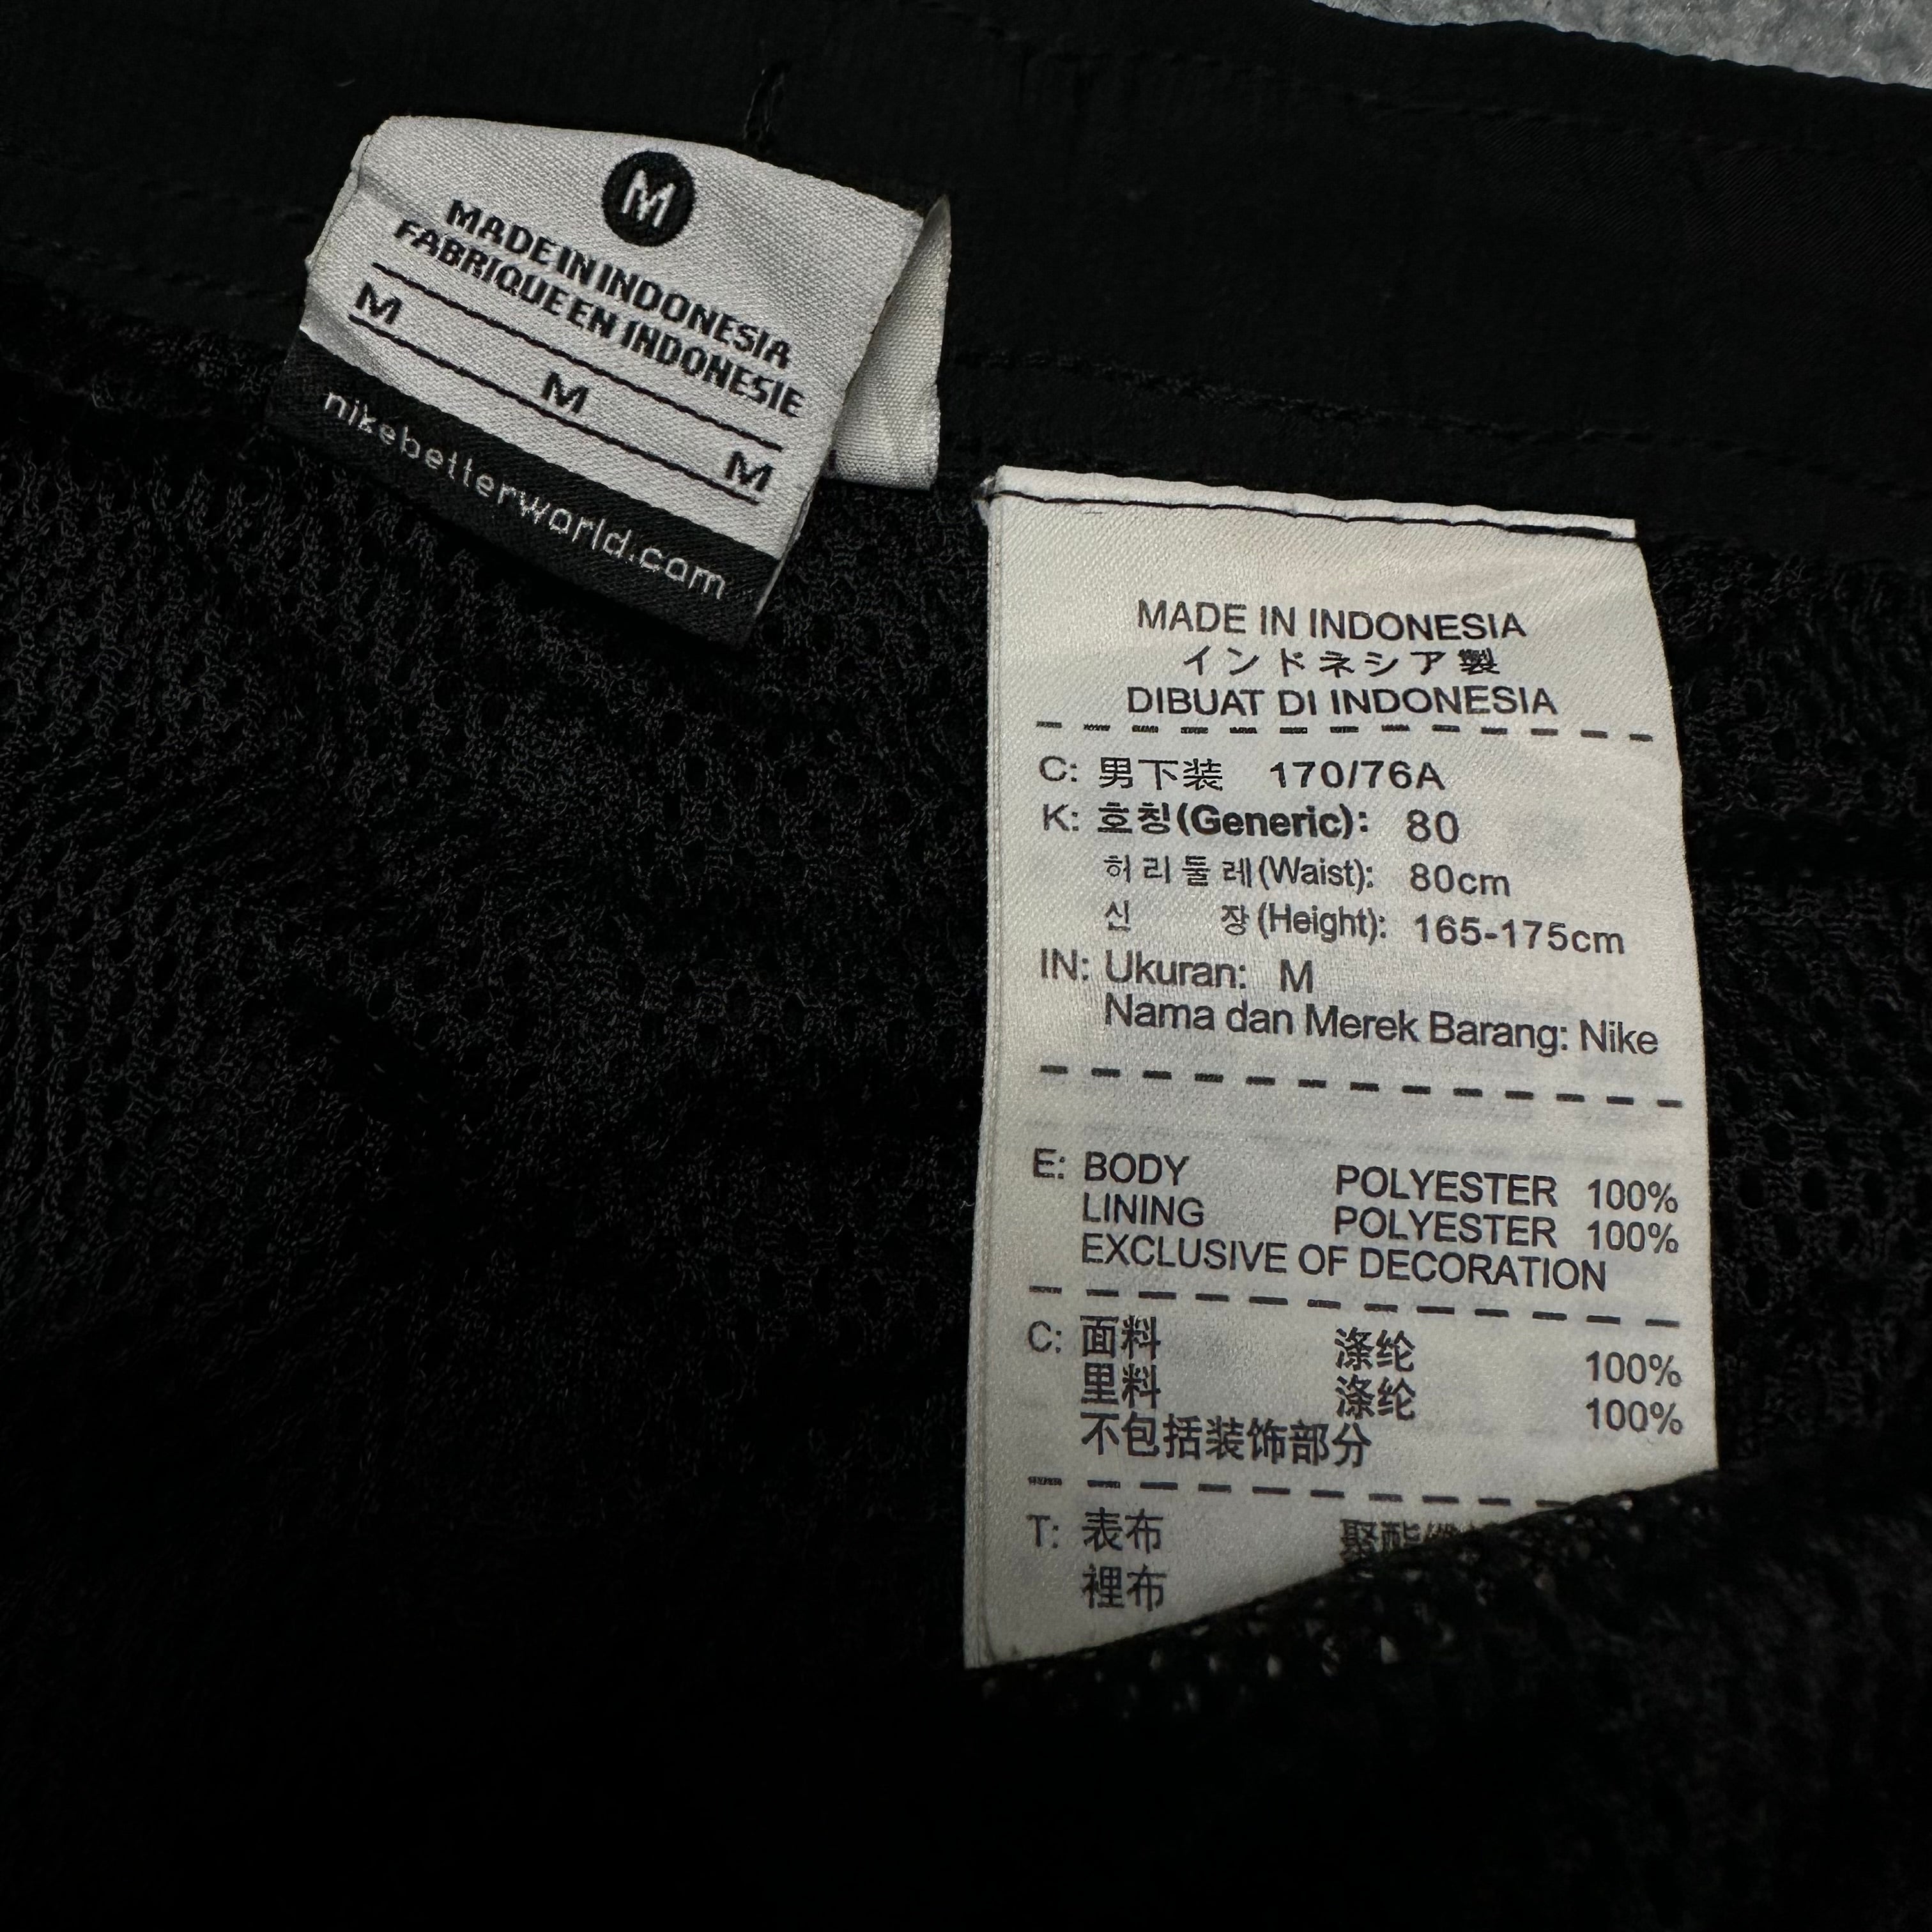 M
MADE IN INDONESIA
FABRIQUE EN INDONESIE
M M M
nikebetterworld.com
MADE IN INDONESIA
インドネシア製
DIBUAT DI INDONESIA
C: 男下装 170/76A
K: 호칭(Generic): 80
허리둘레(Waist): 80cm
신 장(Height): 165-175cm
IN: Ukuran: M
Nama dan Merek Barang: Nike
E: BODY POLYESTER 100%
LINING POLYESTER 100%
EXCLUSIVE OF DECORATION
C: 面料 涤纶 100%
里料 涤纶 100%
不包括装饰部分
T: 表布 聚酯
裡布